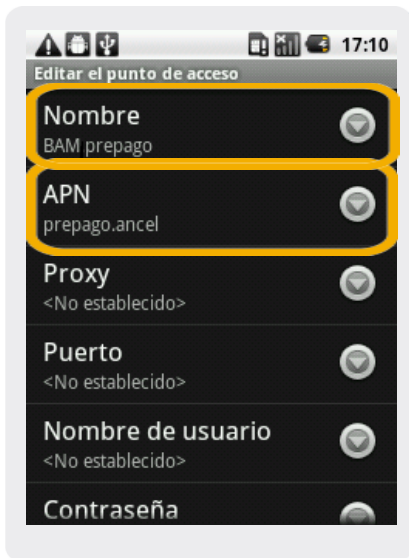 17:10
Editar el punto de acceso
Nombre
BAM prepago
APN
prepago.ancel
Proxy
<No establecido>
Puerto
<No establecido>
Nombre de usuario
<No establecido>
Contraseña